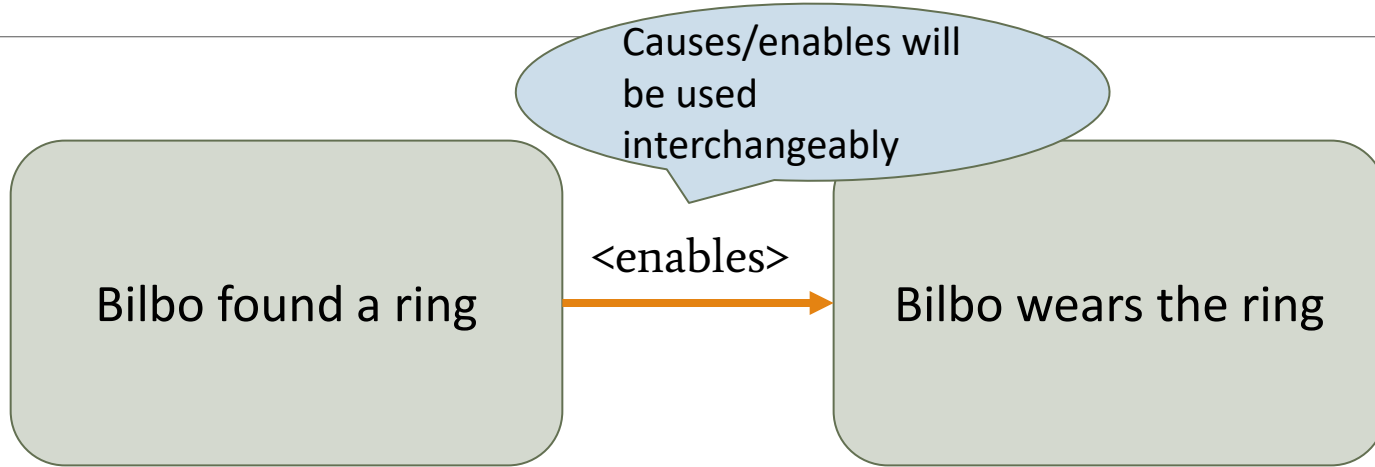 Causes/enables will
be used
interchangeably
<enables>
Bilbo found a ring
Bilbo wears the ring